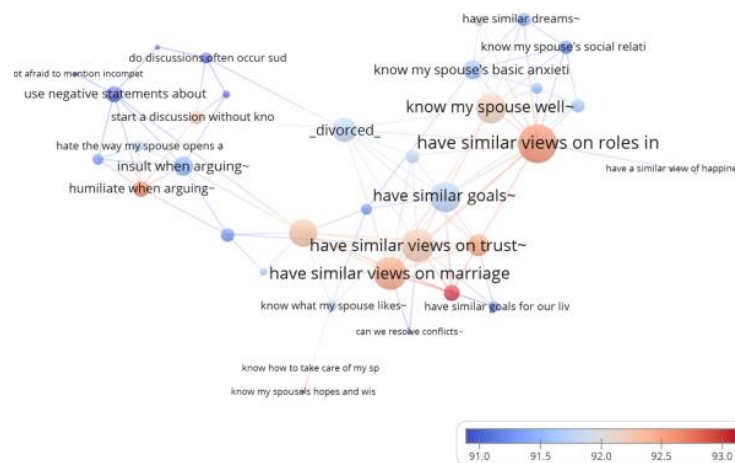 have similar dreams~
know my spouse's social relati
do discussions often occur sud
know my spouse's basic anxieti
ot afraid to mention incompet
use negative statements about
know my spouse well~
start a discussion without kno
_divorced_
have similar views on roles in
hate the way my spouse opens a
insult when arguing~
have a similar view of happine
humiliate when arguing~
have similar goals~
have similar views on trust~
have similar views on marriage
know what my spouse likes~
have similar goals for our liv
can we resolve conflicts~
know how to take care of my sp
know my spouse's hopes and wis
91.0 91.5 92.0 92.5 93.0